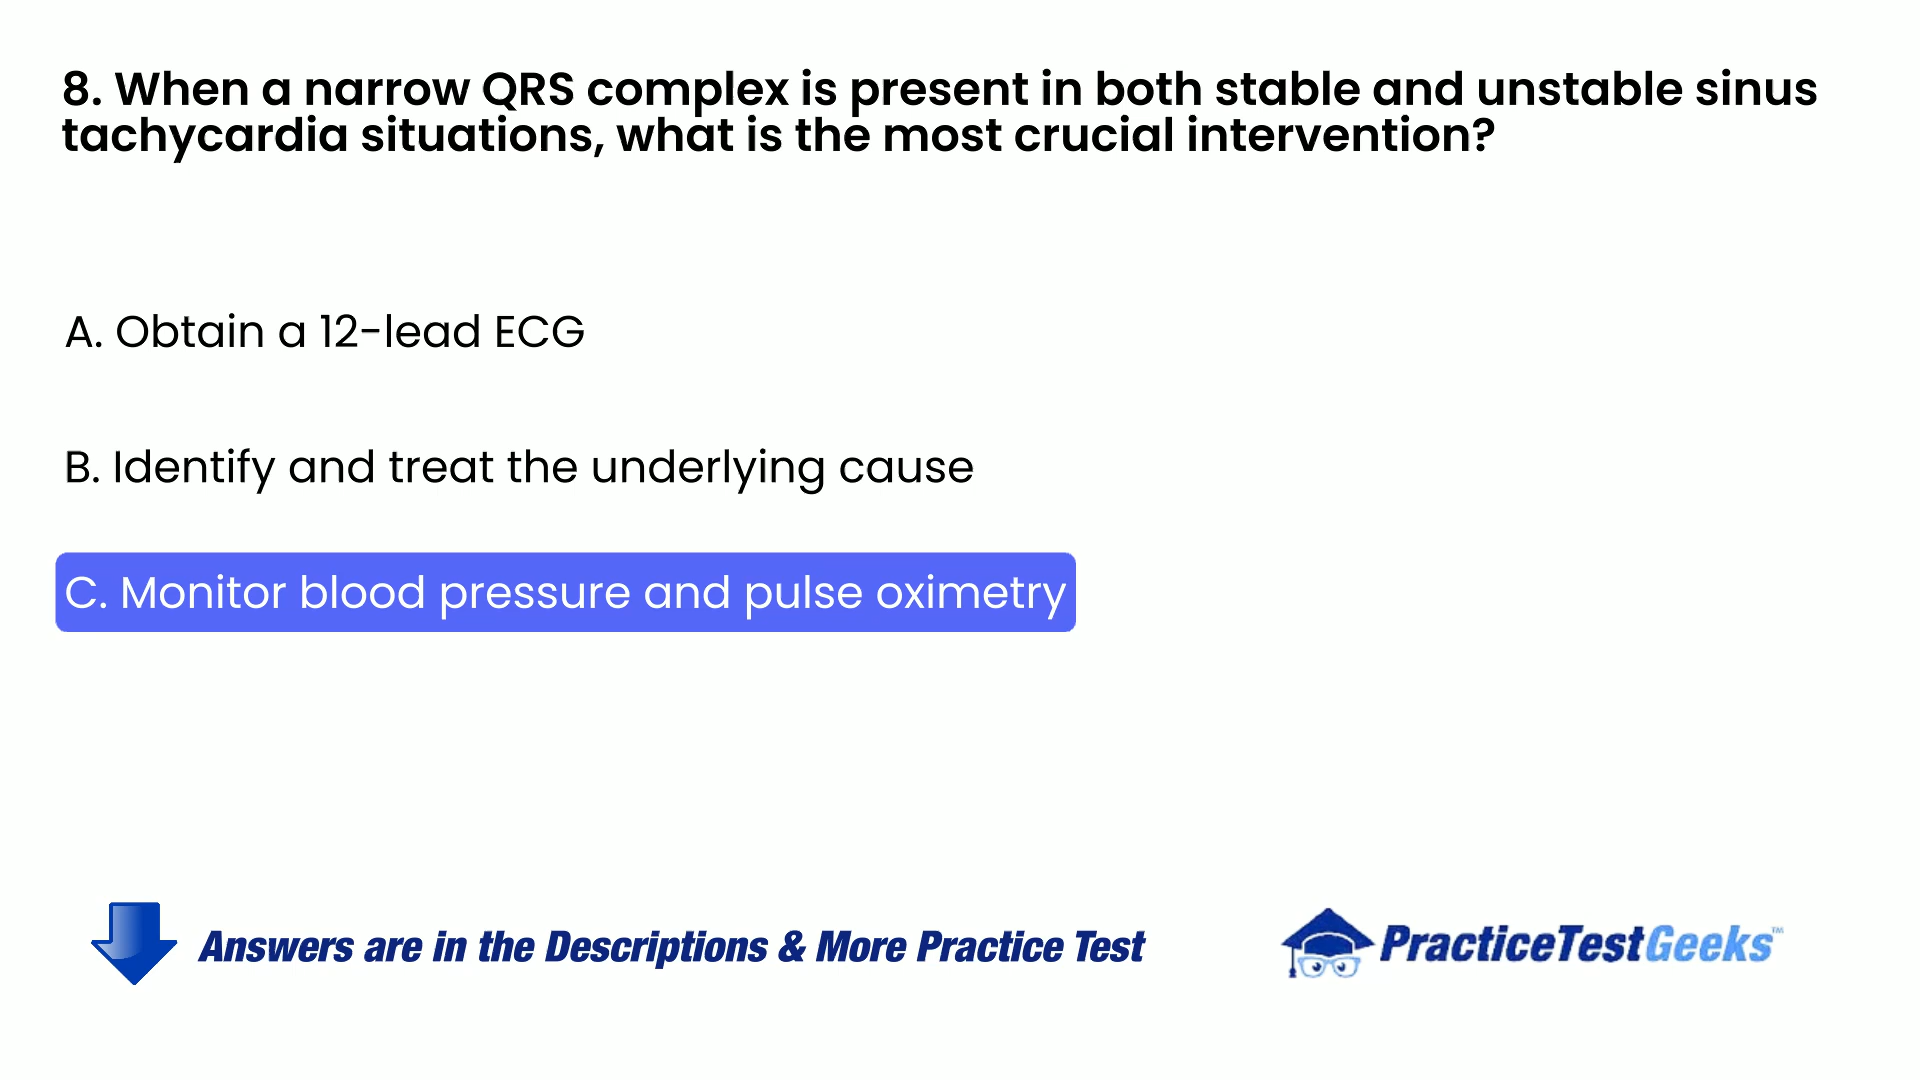 8. When a narrow QRS complex is present in both stable and unstable sinus
tachycardia situations, what is the most crucial intervention?
A. Obtain a 12-lead ECG
B. Identify and treat the underlying cause
C. Monitor blood pressure and pulse oximetry
Answers are in the Descriptions & More Practice Test
PracticeTestGeeks™